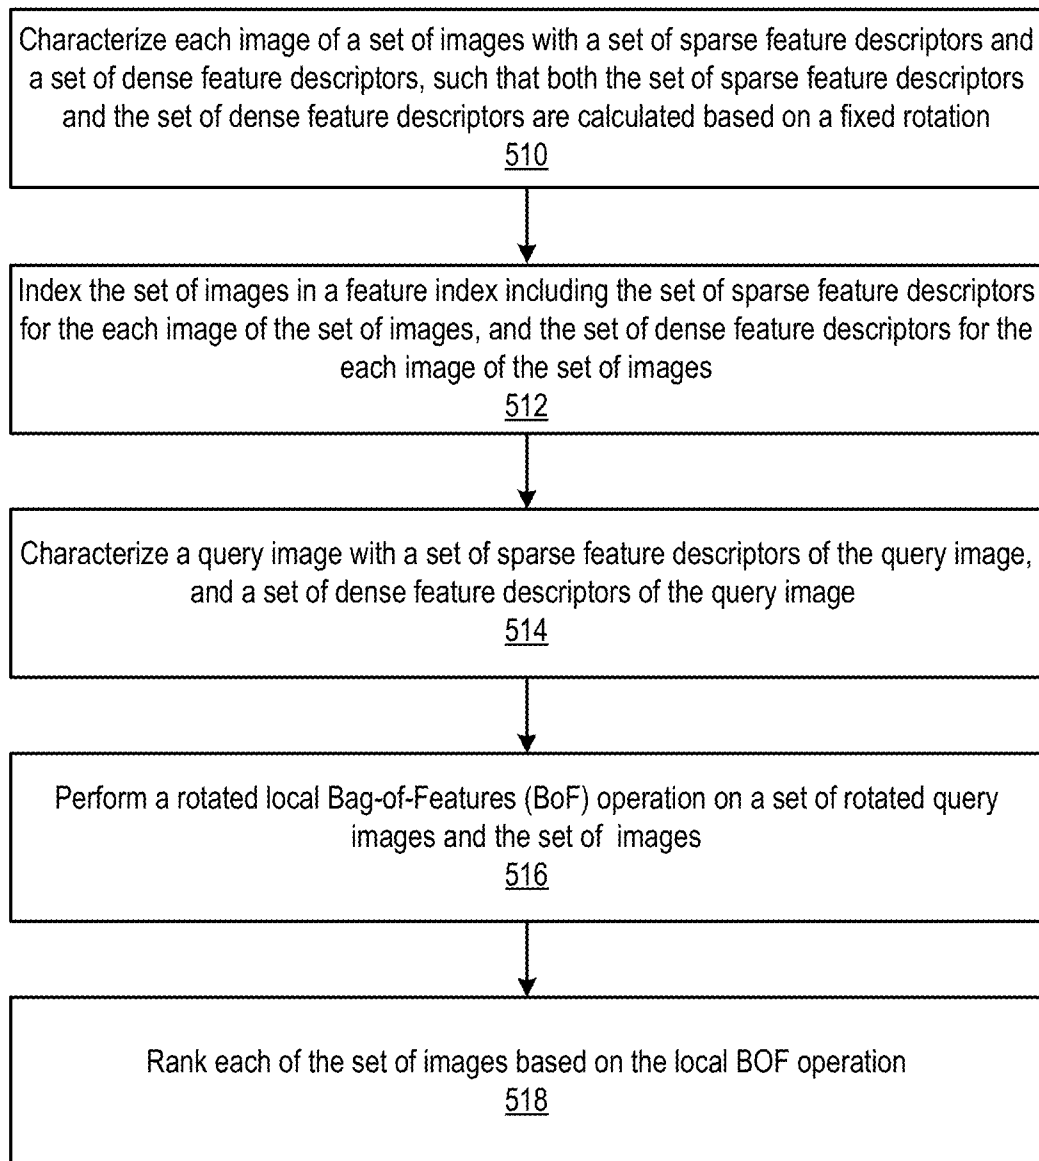 Characterize each image of a set of images with a set of sparse feature descriptors and
a set of dense feature descriptors, such that both the set of sparse feature descriptors
and the set of dense feature descriptors are calculated based on a fixed rotation
510
Index the set of images in a feature index including the set of sparse feature descriptors
for the each image of the set of images, and the set of dense feature descriptors for the
each image of the set of images
512
Characterize a query image with a set of sparse feature descriptors of the query image,
and a set of dense feature descriptors of the query image
514
Perform a rotated local Bag-of-Features (BoF) operation on a set of rotated query
images and the set of images
516
Rank each of the set of images based on the local BOF operation
518